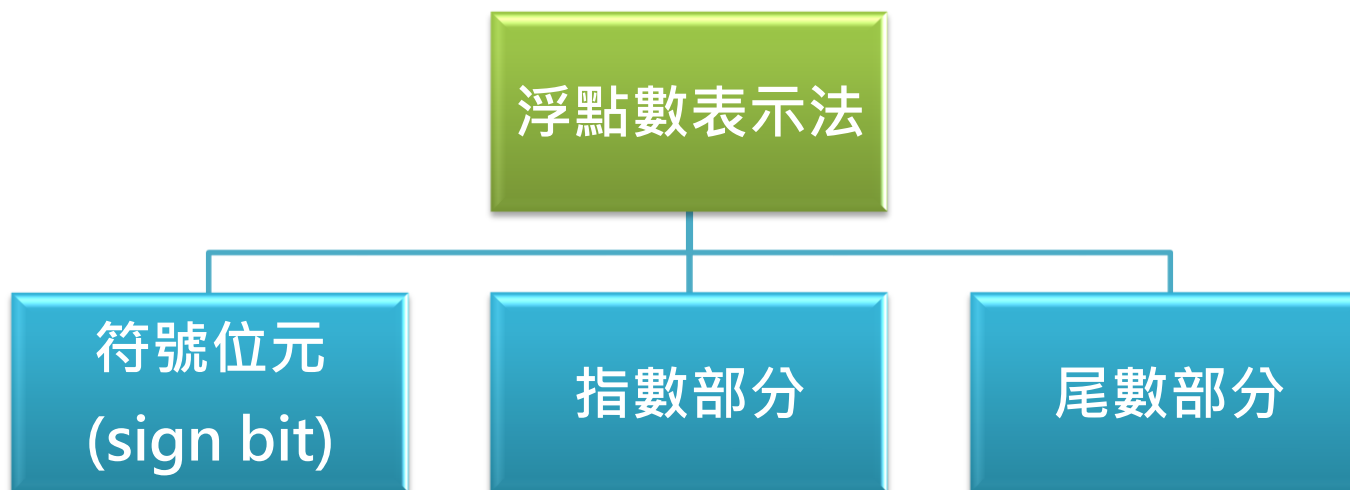 浮點數表示法
符號位元
(sign bit)
指數部分
尾數部分